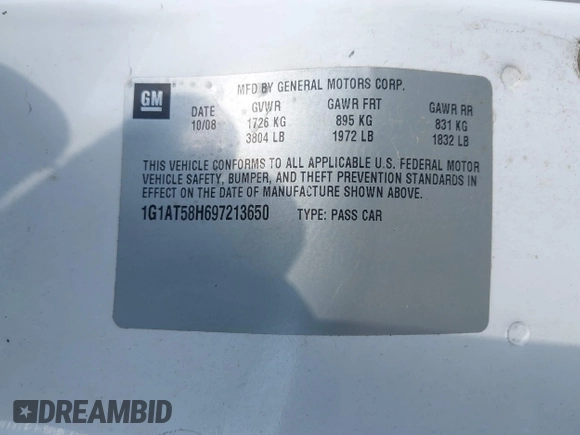 GM
MFD BY GENERAL MOTORS CORP.
DATE GVWR GAWR FRT GAWR RR
10/08 1726 KG 895 KG 831 KG
3804 LB 1972 LB 1832 LB
THIS VEHICLE CONFORMS TO ALL APPLICABLE U.S. FEDERAL MOTOR
VEHICLE SAFETY, BUMPER, AND THEFT PREVENTION STANDARDS IN
EFFECT ON THE DATE OF MANUFACTURE SHOWN ABOVE.
1G1AT58H697213650 TYPE: PASS CAR
DREAMBID